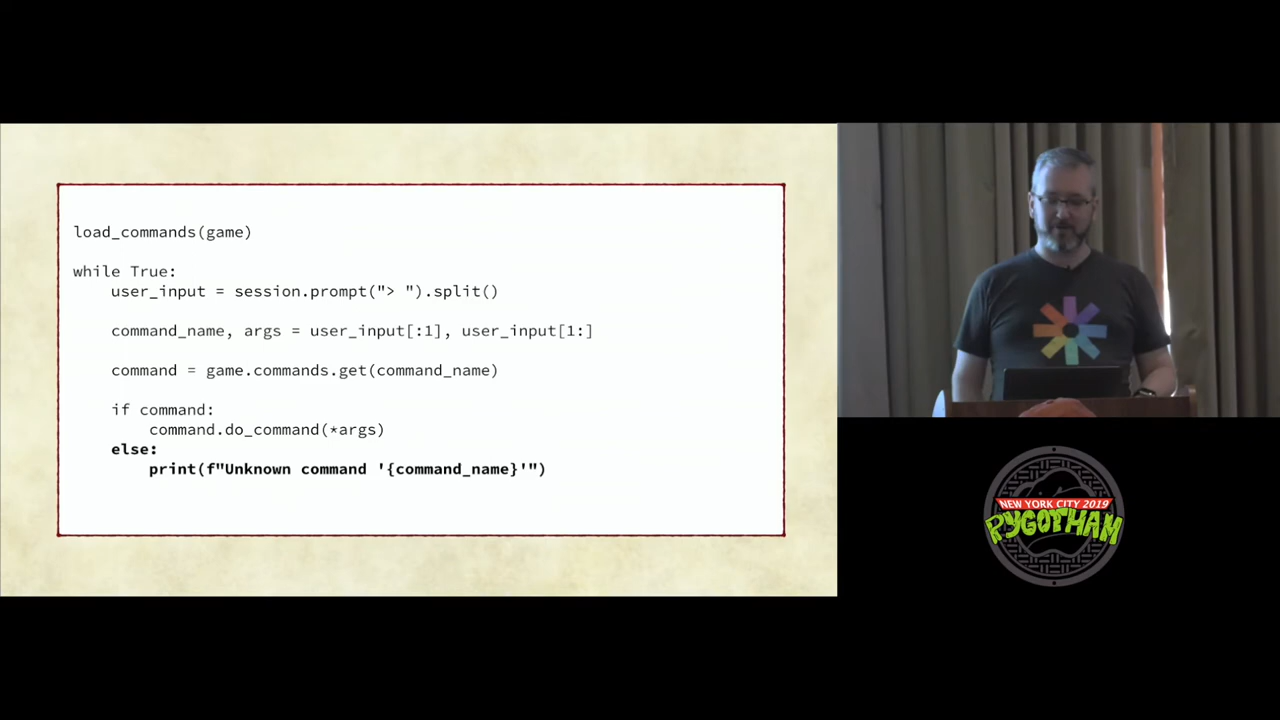 load_commands(game)
while True:
    user_input = session.prompt("> ").split()
    command_name, args = user_input[:1], user_input[1:]
    command = game.commands.get(command_name)
    if command:
        command.do_command(*args)
    else:
        print(f"Unknown command '{command_name}'")
NEW YORK CITY 2019
PYGOTHAM